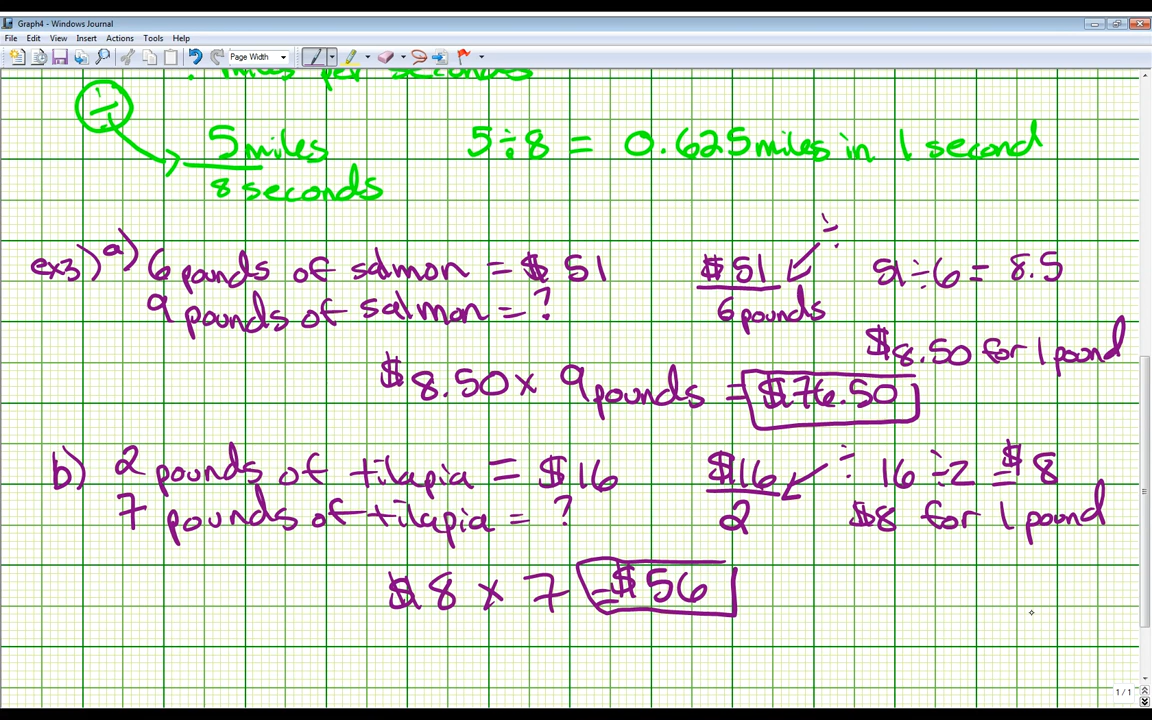 Graph4 - Windows Journal
File Edit View Insert Actions Tools Help
Page Width
: miles per seconds
5 miles
8 seconds
5÷8 = 0.625 miles in 1 second
ex3) a) 6 pounds of salmon = $51
9 pounds of salmon = ?
$51
6 pounds
÷
51÷6 = 8.5
$8.50 for 1 pound
$8.50 x 9 pounds = $76.50
b) 2 pounds of tilapia = $16
7 pounds of tilapia = ?
$16
2
÷
16÷2 = $8
$8 for 1 pound
$8 x 7 = $56
1 / 1